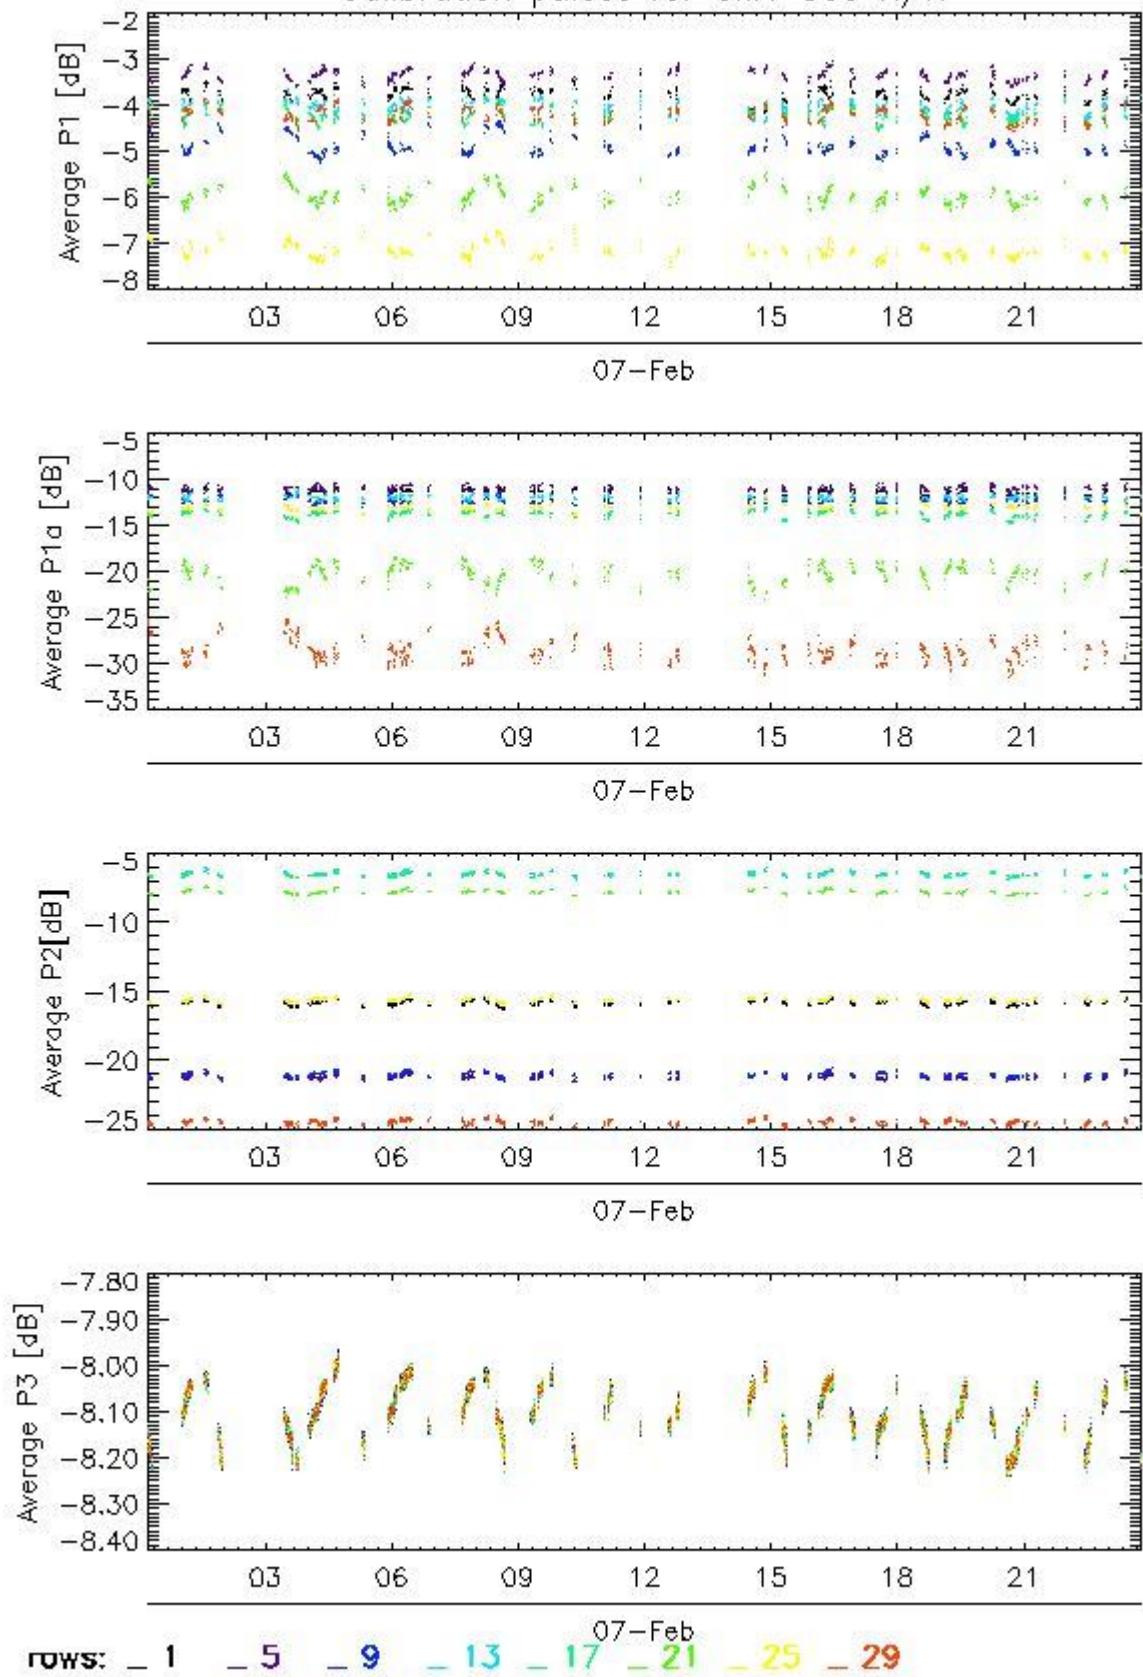 -2
-3
-4
-5
-6
-7
-8
Average P1 [dB]
03 06 09 12 15 18 21
07-Feb
-5
-10
-15
-20
-25
-30
-35
Average P1a [dB]
03 06 09 12 15 18 21
07-Feb
-5
-10
-15
-20
-25
Average P2[dB]
03 06 09 12 15 18 21
07-Feb
-7.80
-7.90
-8.00
-8.10
-8.20
-8.30
-8.40
Average P3 [dB]
03 06 09 12 15 18 21
07-Feb
rows: _ 1 _ 5 _ 9 _ 13 _ 17 _ 21 _ 25 _ 29